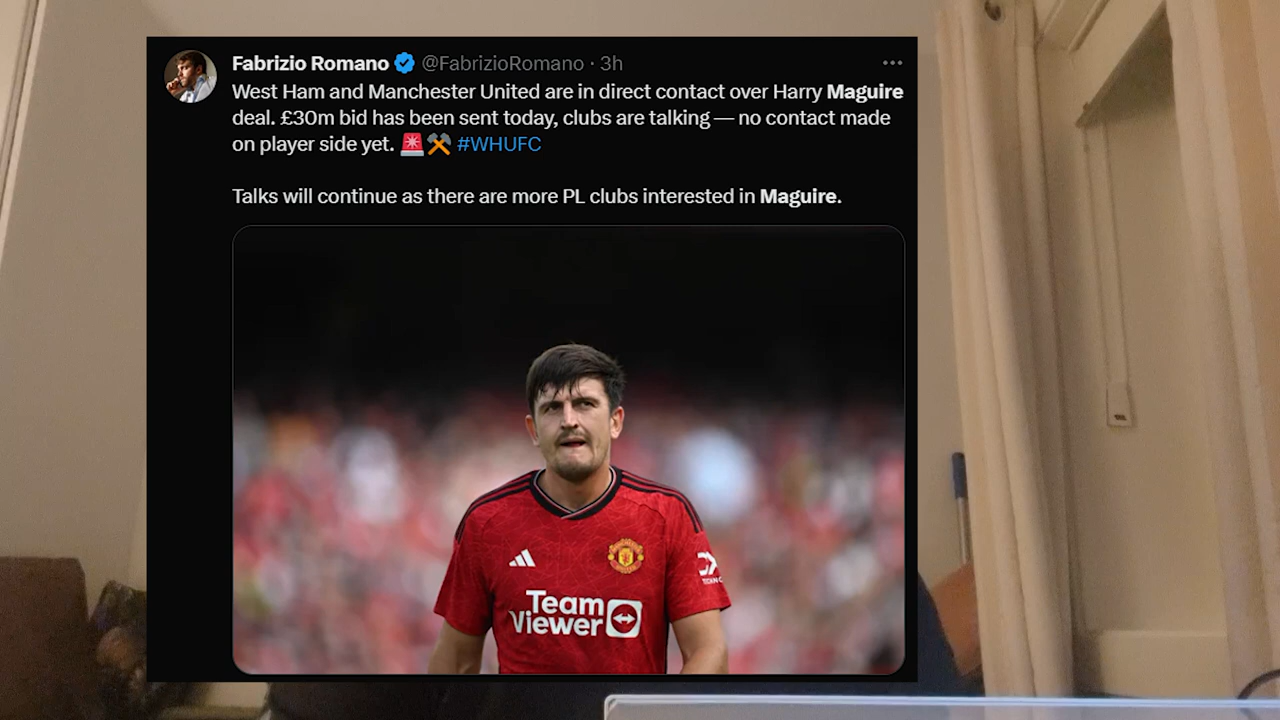 Fabrizio Romano @FabrizioRomano · 3h
West Ham and Manchester United are in direct contact over Harry Maguire
deal. £30m bid has been sent today, clubs are talking — no contact made
on player side yet. 🚨⚒️ #WHUFC
Talks will continue as there are more PL clubs interested in Maguire.
Team
Viewer